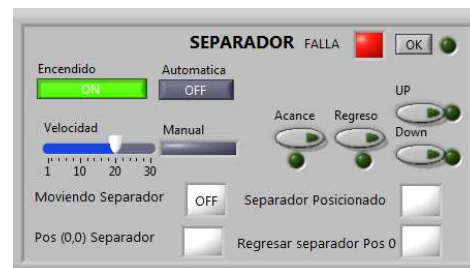 SEPARADOR FALLA OK
Encendido Automatica
ON OFF
UP
Velocidad Manual Acance Regreso
Down
1 10 20 30
Moviendo Separador OFF Separador Posicionado
Pos (0,0) Separador Regresar separador Pos 0